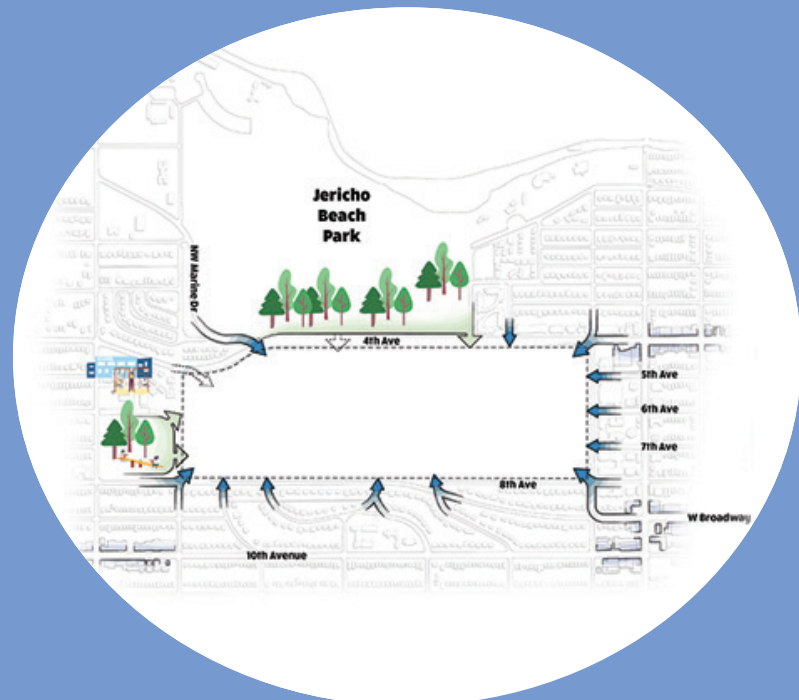 Jericho
Beach
Park
NW Marine Dr
4th Ave
5th Ave
6th Ave
7th Ave
8th Ave
W Broadway
10th Avenue